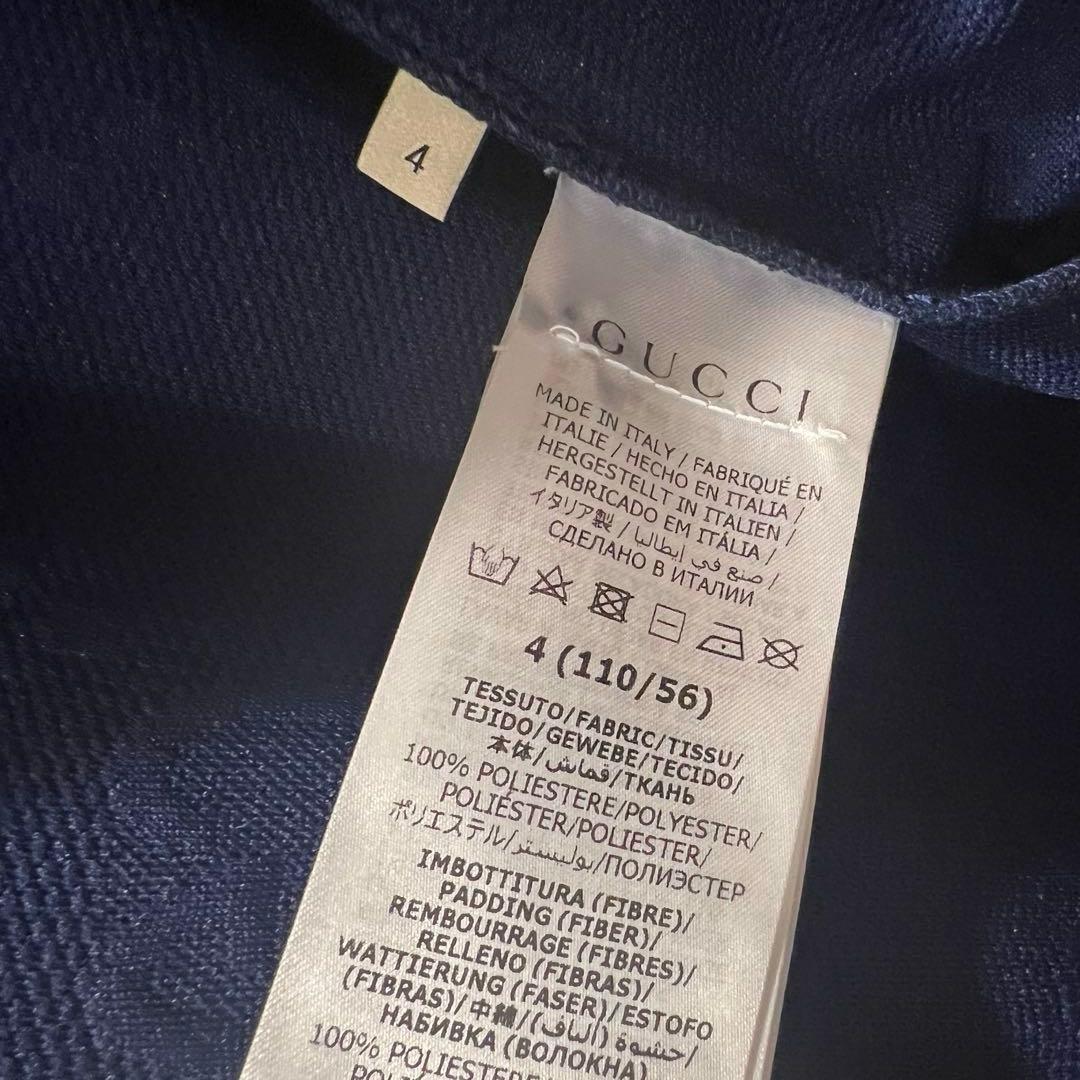 4
GUCCI
MADE IN ITALY / FABRIQUÉ EN
ITALIE / HECHO EN ITALIA /
HERGESTELLT IN ITALIEN /
FABRICADO EM ITÁLIA /
イタリア製 / صنع في ايطاليا /
СДЕЛАНО В ИТАЛИИ
4 (110/56)
TESSUTO/FABRIC/TISSU/
TEJIDO/GEWEBE/TECIDO/
本体/قماش/ТКАНЬ
100% POLIESTERE/POLYESTER/
POLIÉSTER/POLIESTER/
ポリエステル/بوليستر/ПОЛИЭСТЕР
IMBOTTITURA (FIBRE)/
PADDING (FIBER)/
REMBOURRAGE (FIBRES)/
RELLENO (FIBRAS)/
WATTIERUNG (FASER)/ESTOFO
(FIBRAS)/中綿/حشوة (ألياف)/
НАБИВКА (ВОЛОКНА)
100% POLIESTERE